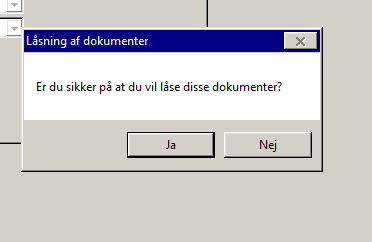 Låsning af dokumenter
Er du sikker på at du vil låse disse dokumenter?
Ja
Nej